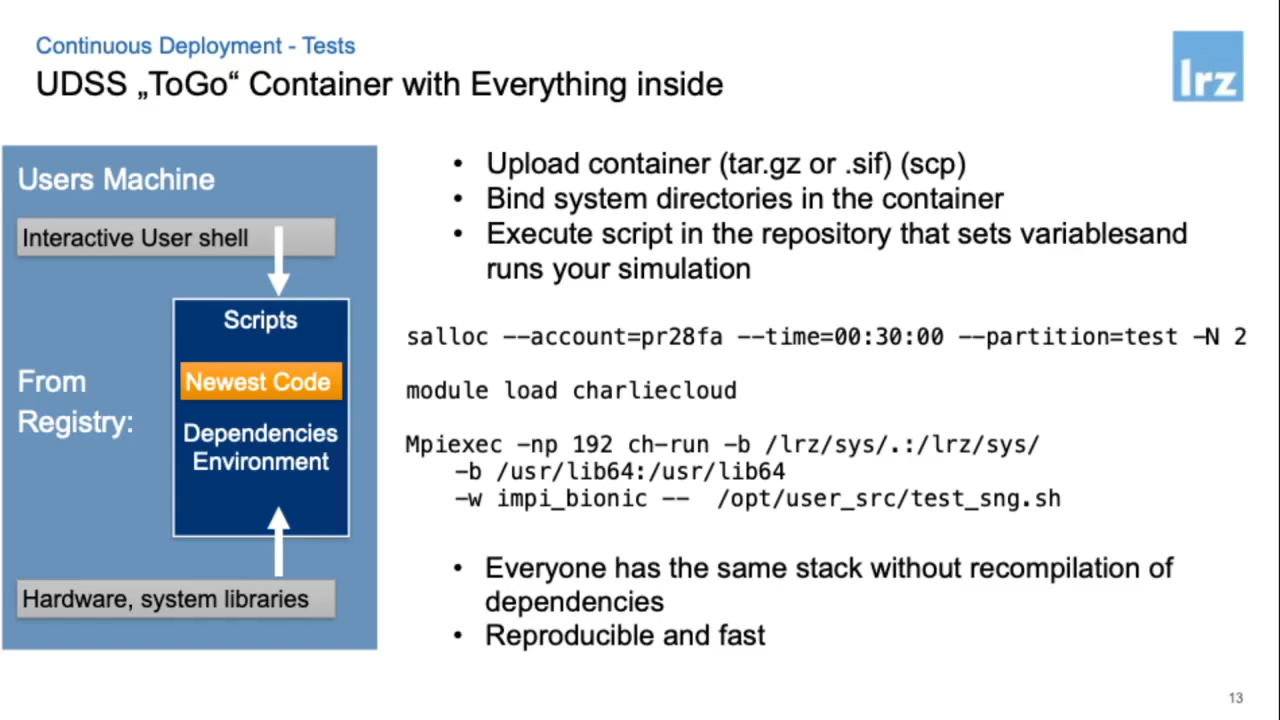 Continuous Deployment - Tests
UDSS „ToGo“ Container with Everything inside
lrz
Users Machine
Interactive User shell
Scripts
Newest Code
From
Registry:
Dependencies
Environment
Hardware, system libraries
• Upload container (tar.gz or .sif) (scp)
• Bind system directories in the container
• Execute script in the repository that sets variablesand
runs your simulation
salloc --account=pr28fa --time=00:30:00 --partition=test -N 2
module load charliecloud
Mpiexec -np 192 ch-run -b /lrz/sys/.:/lrz/sys/
-b /usr/lib64:/usr/lib64
-w impi_bionic -- /opt/user_src/test_sng.sh
• Everyone has the same stack without recompilation of
dependencies
• Reproducible and fast
13